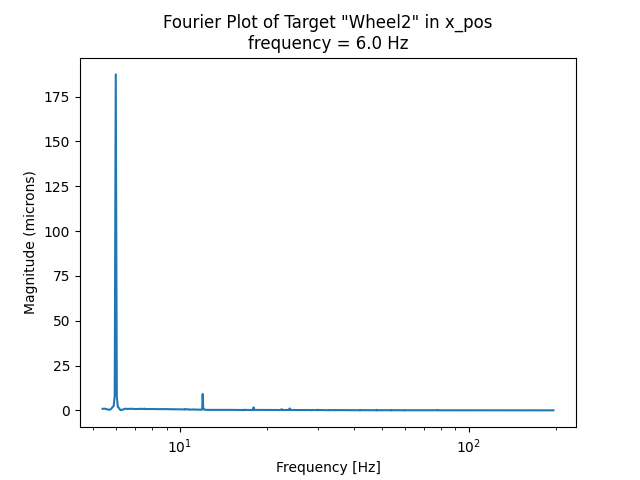 Fourier Plot of Target "Wheel2" in x_pos
frequency = 6.0 Hz
Magnitude (microns)
175
150
125
100
75
50
25
0
10¹
10²
Frequency [Hz]